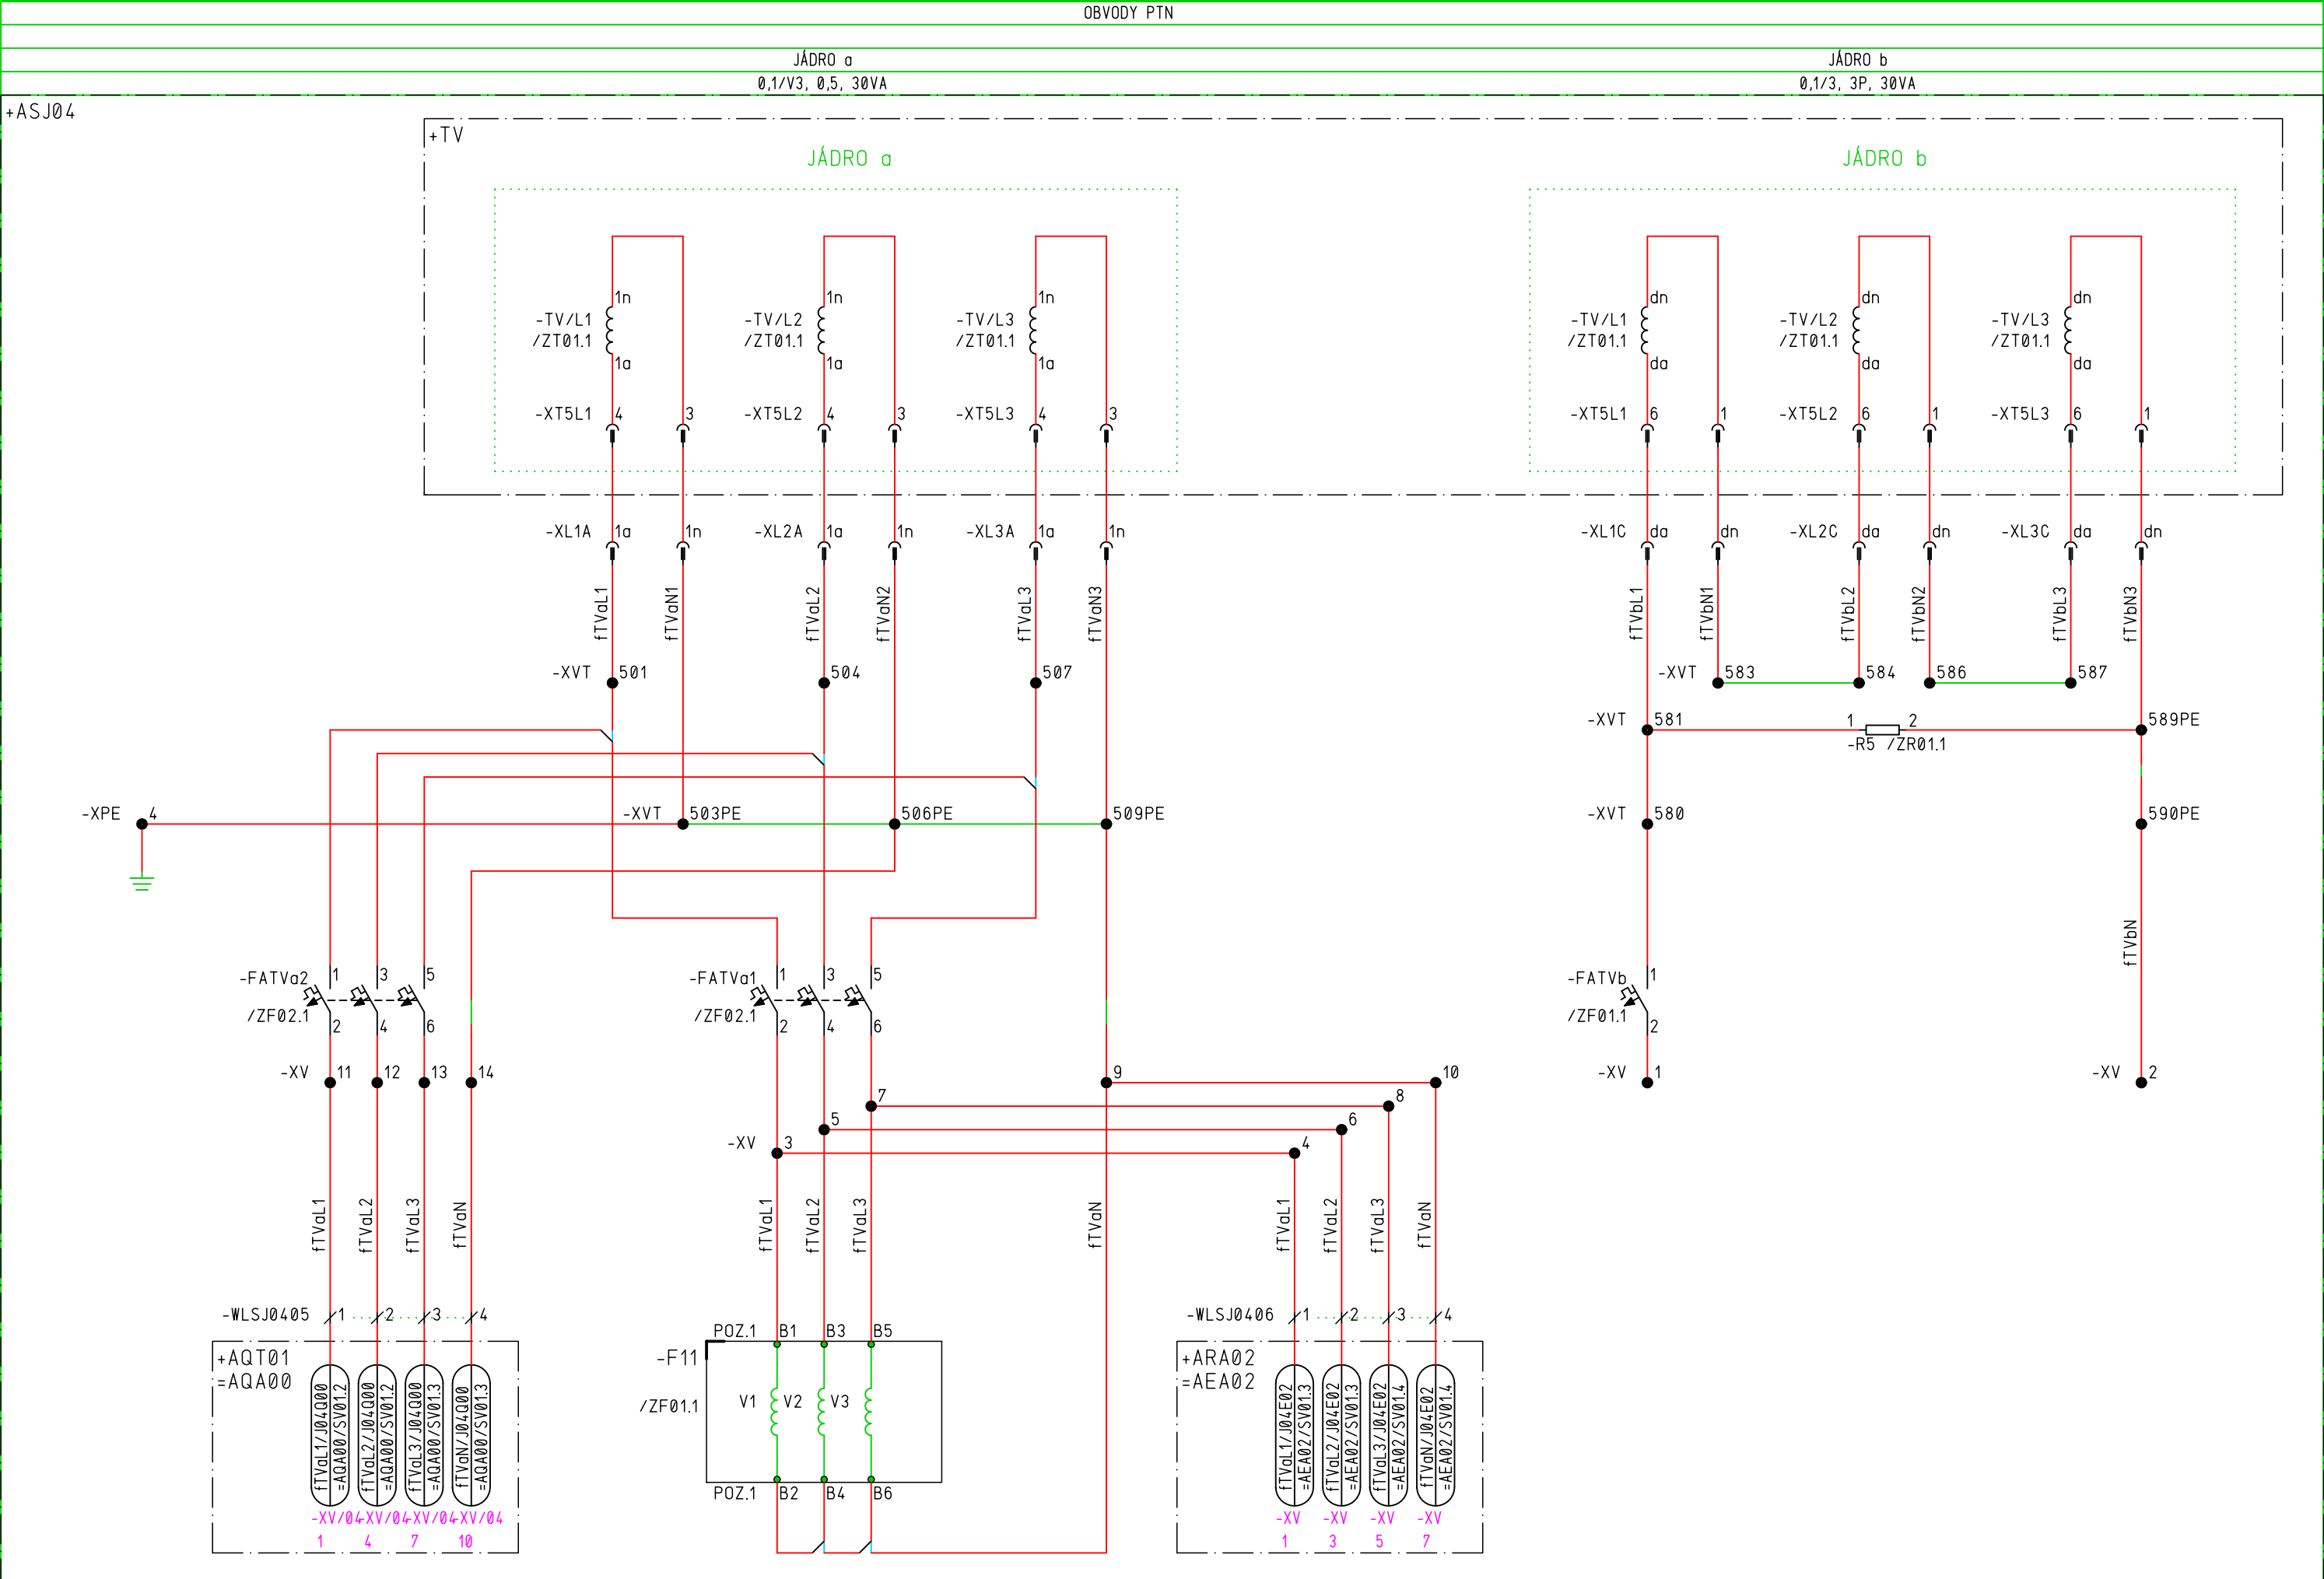 OBVODY PTN
JÁDRO a JÁDRO b
0,1/V3, 0,5, 30VA 0,1/3, 3P, 30VA
+ASJ04
+TV
JÁDRO a JÁDRO b
1n 1n 1n dn dn dn
-TV/L1 -TV/L2 -TV/L3 -TV/L1 -TV/L2 -TV/L3
/ZT01.1 /ZT01.1 /ZT01.1 /ZT01.1 /ZT01.1 /ZT01.1
1a 1a 1a da da da
-XT5L1 4 3 -XT5L2 4 3 -XT5L3 4 3 -XT5L1 6 1 -XT5L2 6 1 -XT5L3 6 1
-XL1A 1a 1n -XL2A 1a 1n -XL3A 1a 1n -XL1C da dn -XL2C da dn -XL3C da dn
fTVaL1 fTVaN1 fTVaL2 fTVaN2 fTVaL3 fTVaN3 fTVbL1 fTVbN1 fTVbL2 fTVbN2 fTVbL3 fTVbN3
-XVT 501 504 507 -XVT 583 584 586 587
-XVT 581 1 2 589PE
-R5 /ZR01.1
-XPE 4 -XVT 503PE 506PE 509PE -XVT 580 590PE
fTVbN
-FATVa2 1 3 5 -FATVa1 1 3 5 -FATVb 1
/ZF02.1 2 4 6 /ZF02.1 2 4 6 /ZF01.1 2
-XV 11 12 13 14 9 10 -XV 1 -XV 2
7 8
5 6
-XV 3 4
fTVaL1 fTVaL2 fTVaL3 fTVaN fTVaL1 fTVaL2 fTVaL3 fTVaN fTVaL1 fTVaL2 fTVaL3 fTVaN
-WLSJ0405 1 2 3 4 -WLSJ0406 1 2 3 4
POZ.1 B1 B3 B5
+AQT01 -F11 +ARA02
=AQA00 =AEA02
/ZF01.1 V1 V2 V3
fTVaL1/J04Q00
=AQA00/SV01.2
fTVaL2/J04Q00
=AQA00/SV01.2
fTVaL3/J04Q00
=AQA00/SV01.3
fTVaN/J04Q00
=AQA00/SV01.3
fTVaL1/J04E02
=AEA02/SV01.3
fTVaL2/J04E02
=AEA02/SV01.3
fTVaL3/J04E02
=AEA02/SV01.4
fTVaN/J04E02
=AEA02/SV01.4
POZ.1 B2 B4 B6
-XV/04 -XV/04 -XV/04 -XV/04 -XV -XV -XV -XV
1 4 7 10 1 3 5 7